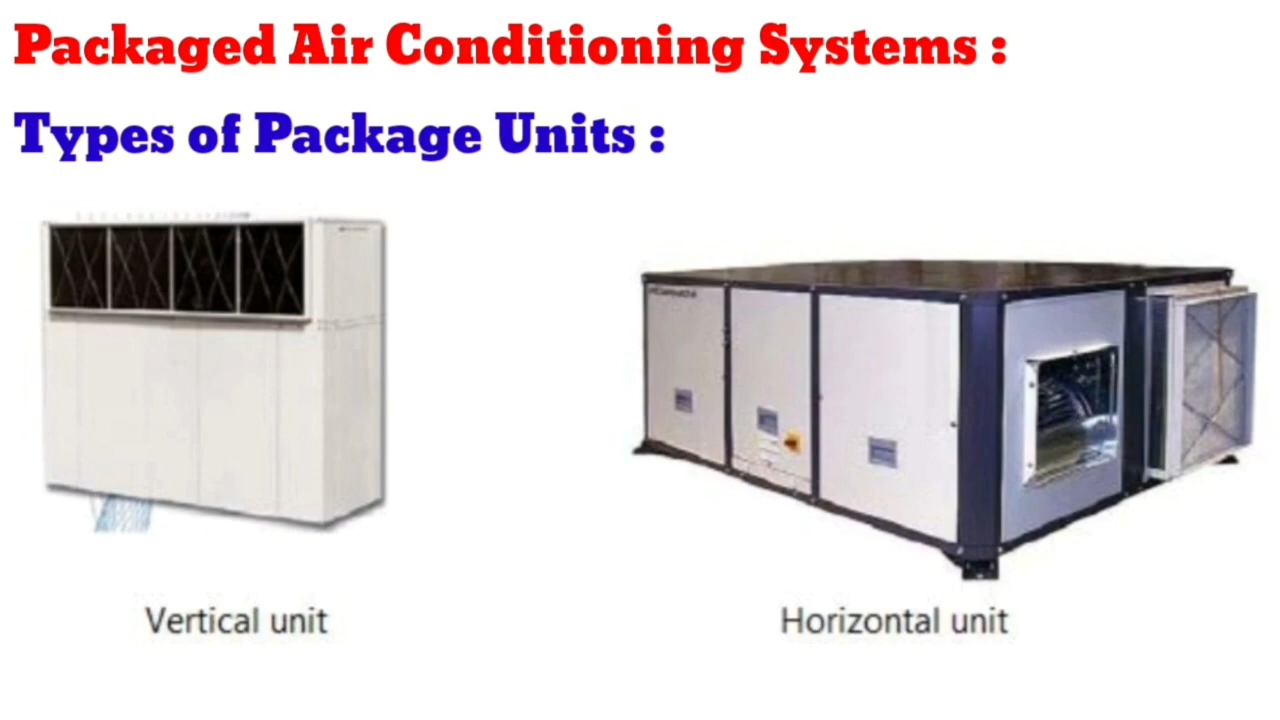 Packaged Air Conditioning Systems :
Types of Package Units :
Vertical unit
Horizontal unit